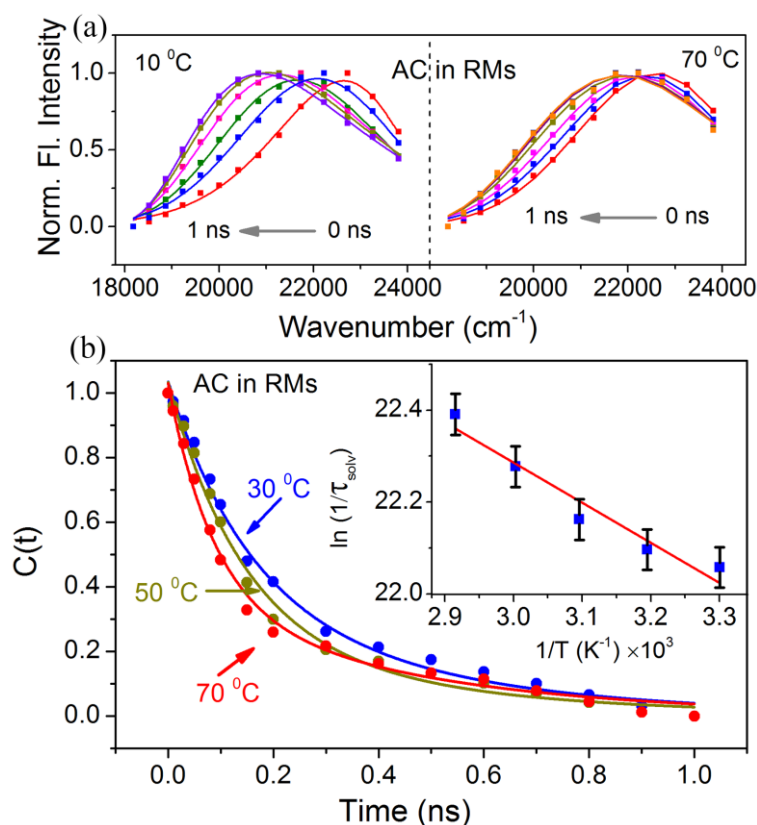 (a)
10 ⁰C
AC in RMs
70 ⁰C
Norm. Fl. Intensity
1.0
0.5
0.0
1 ns
0 ns
1 ns
0 ns
18000 20000 22000 24000 20000 22000 24000
Wavenumber (cm⁻¹)
(b)
AC in RMs
C(t)
1.0
0.8
0.6
0.4
0.2
0.0
30 ⁰C
50 ⁰C
70 ⁰C
ln (1/τsolv)
22.4
22.2
22.0
2.9 3.0 3.1 3.2 3.3
1/T (K⁻¹) ×10³
0.0 0.2 0.4 0.6 0.8 1.0
Time (ns)